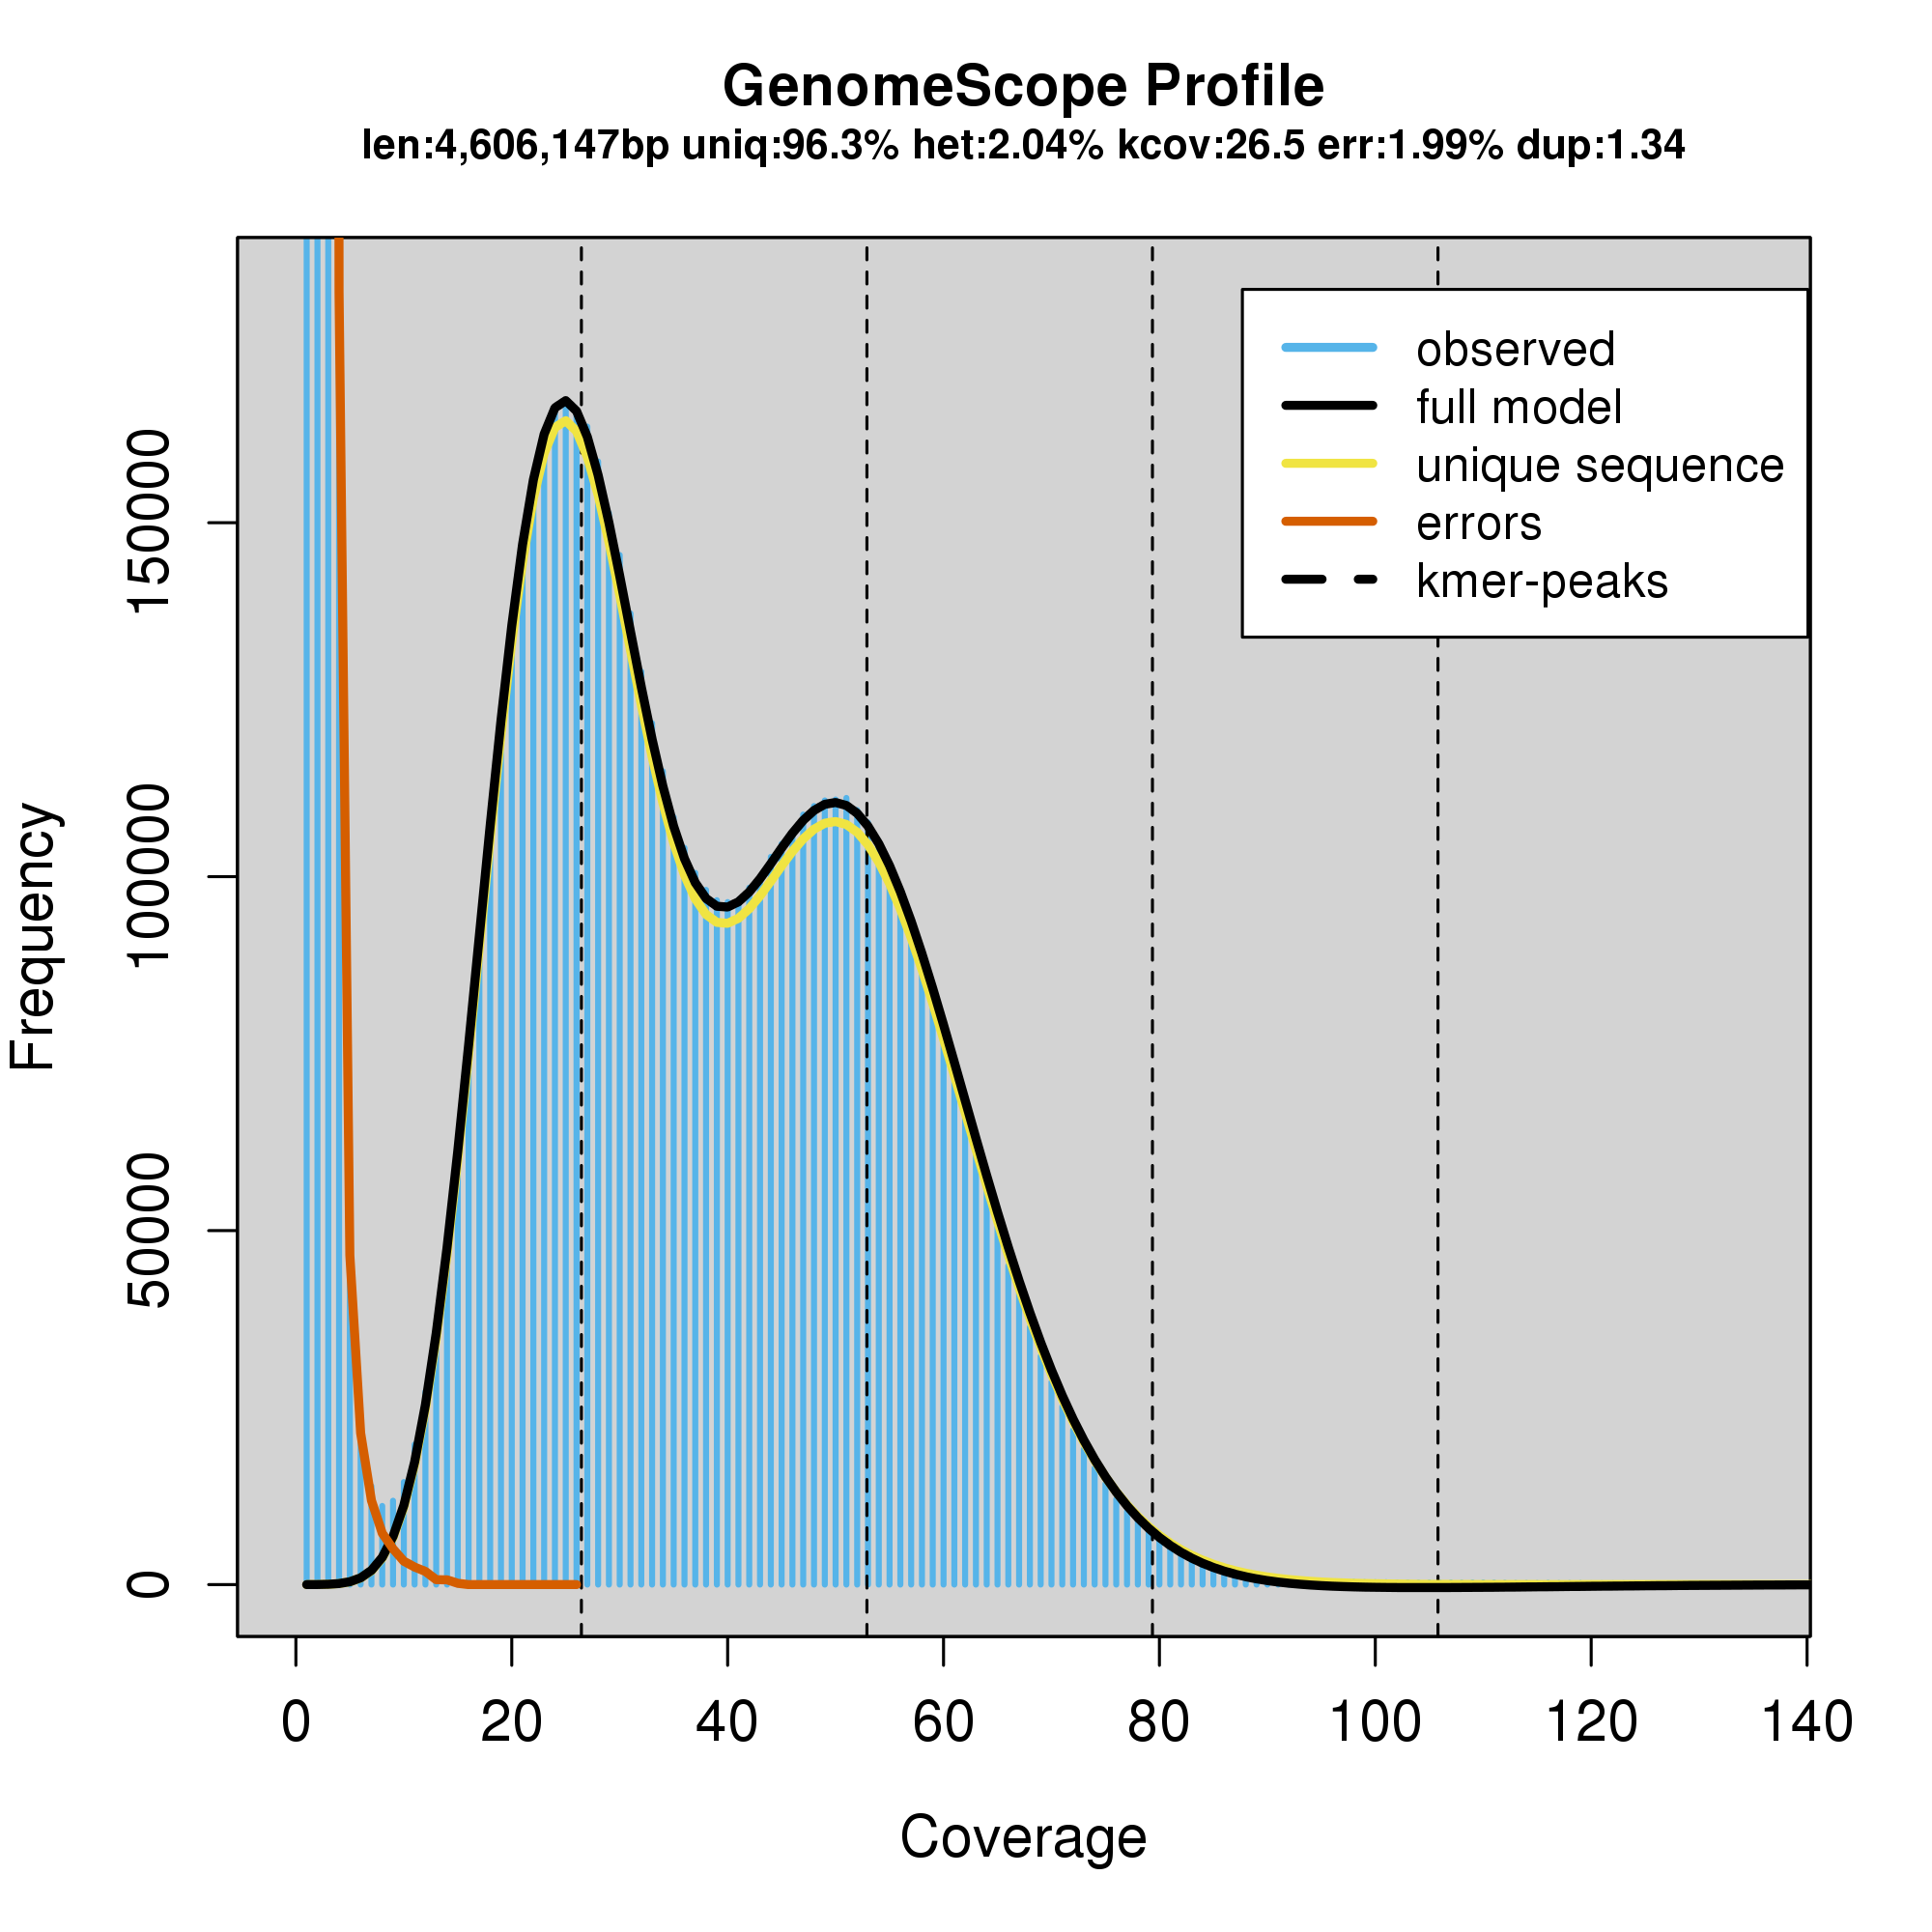 GenomeScope Profile
len:4,606,147bp uniq:96.3% het:2.04% kcov:26.5 err:1.99% dup:1.34
observed
full model
unique sequence
errors
kmer-peaks
Frequency
150000
100000
50000
0
0 20 40 60 80 100 120 140
Coverage